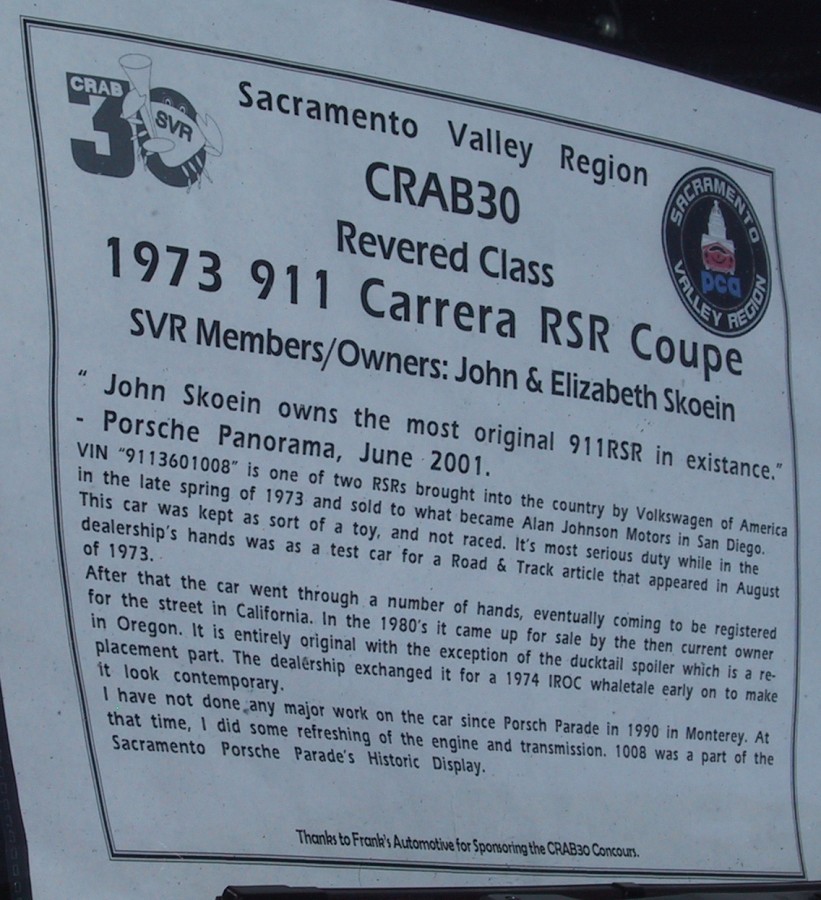 CRAB
30
SVR
Sacramento Valley Region
CRAB30
Revered Class
1973 911 Carrera RSR Coupe
SVR Members/Owners: John & Elizabeth Skoein
SACRAMENTO
VALLEY REGION
pca
" John Skoein owns the most original 911RSR in existance."
- Porsche Panorama, June 2001.
VIN "9113601008" is one of two RSRs brought into the country by Volkswagen of America
in the late spring of 1973 and sold to what became Alan Johnson Motors in San Diego.
This car was kept as sort of a toy, and not raced. It's most serious duty while in the
dealership's hands was as a test car for a Road & Track article that appeared in August
of 1973.
After that the car went through a number of hands, eventually coming to be registered
for the street in California. In the 1980's it came up for sale by the then current owner
in Oregon. It is entirely original with the exception of the ducktail spoiler which is a re-
placement part. The dealership exchanged it for a 1974 IROC whaletale early on to make
it look contemporary.
I have not done any major work on the car since Porsch Parade in 1990 in Monterey. At
that time, I did some refreshing of the engine and transmission. 1008 was a part of the
Sacramento Porsche Parade's Historic Display.
Thanks to Frank's Automotive for Sponsoring the CRAB30 Concours.